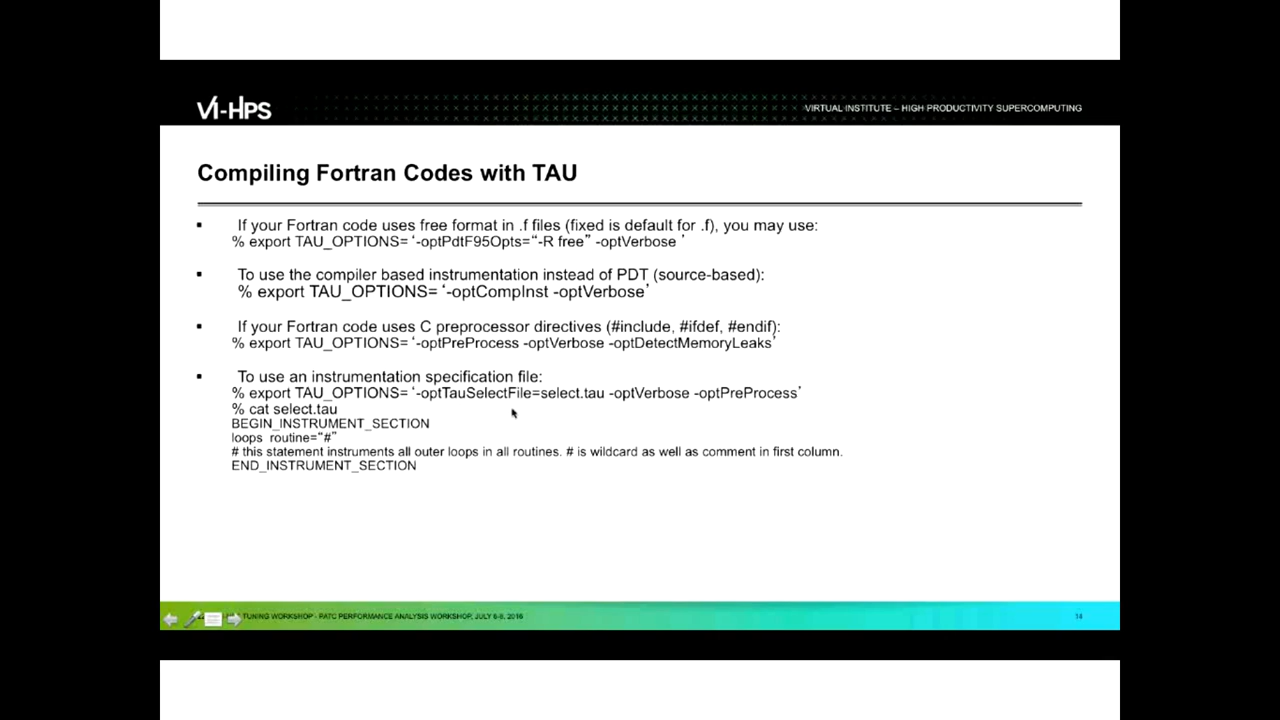 VI-HPS
VIRTUAL INSTITUTE – HIGH PRODUCTIVITY SUPERCOMPUTING
Compiling Fortran Codes with TAU
▪ If your Fortran code uses free format in .f files (fixed is default for .f), you may use:
% export TAU_OPTIONS= ‘-optPdtF95Opts=“-R free” -optVerbose ’
▪ To use the compiler based instrumentation instead of PDT (source-based):
% export TAU_OPTIONS= ‘-optCompInst -optVerbose’
▪ If your Fortran code uses C preprocessor directives (#include, #ifdef, #endif):
% export TAU_OPTIONS= ‘-optPreProcess -optVerbose -optDetectMemoryLeaks’
▪ To use an instrumentation specification file:
% export TAU_OPTIONS= ‘-optTauSelectFile=select.tau -optVerbose -optPreProcess’
% cat select.tau
BEGIN_INSTRUMENT_SECTION
loops routine=“#”
# this statement instruments all outer loops in all routines. # is wildcard as well as comment in first column.
END_INSTRUMENT_SECTION
TUNING WORKSHOP - PATC PERFORMANCE ANALYSIS WORKSHOP, JULY 6-8, 2016
14